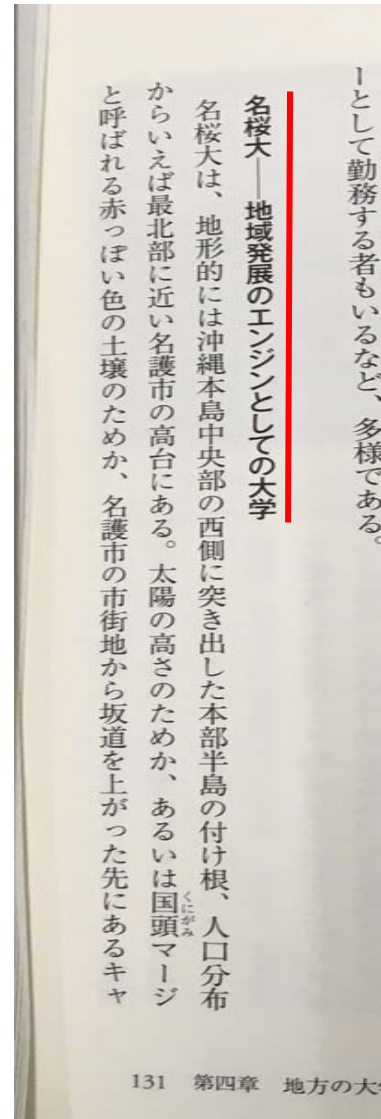 ーとして勤務する者もいるなど、多様である。
名桜大――地域発展のエンジンとしての大学
名桜大は、地形的には沖縄本島中央部の西側に突き出した本部半島の付け根、人口分布
からいえば最北部に近い名護市の高台にある。太陽の高さのためか、あるいは国頭マージ
くにがみ
と呼ばれる赤っぽい色の土壌のためか、名護市の市街地から坂道を上がった先にあるキャ
131 第四章 地方の大